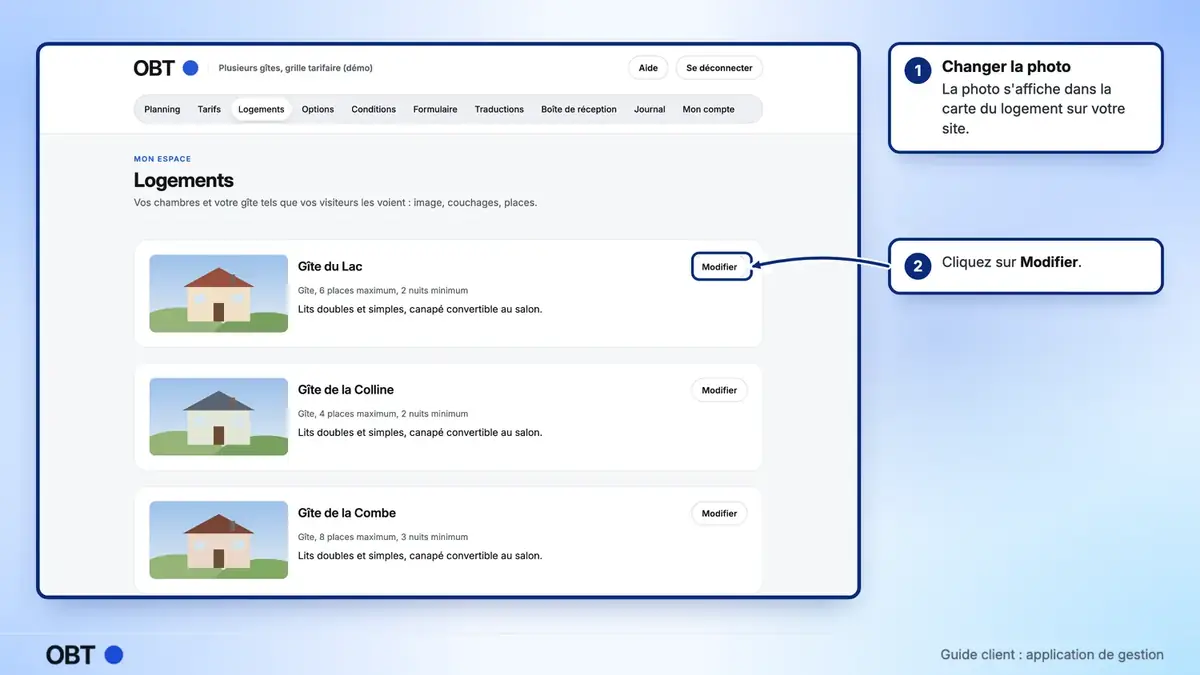 OBT
Plusieurs gîtes, grille tarifaire (démo)
Aide
Se déconnecter
Planning
Tarifs
Logements
Options
Conditions
Formulaire
Traductions
Boîte de réception
Journal
Mon compte
MON ESPACE
Logements
Vos chambres et votre gîte tels que vos visiteurs les voient : image, couchages, places.
Gîte du Lac
Gîte, 6 places maximum, 2 nuits minimum
Lits doubles et simples, canapé convertible au salon.
Modifier
Gîte de la Colline
Gîte, 4 places maximum, 2 nuits minimum
Lits doubles et simples, canapé convertible au salon.
Modifier
Gîte de la Combe
Gîte, 8 places maximum, 3 nuits minimum
Lits doubles et simples, canapé convertible au salon.
Modifier
1
Changer la photo
La photo s'affiche dans la
carte du logement sur votre
site.
2
Cliquez sur Modifier.
OBT
Guide client : application de gestion